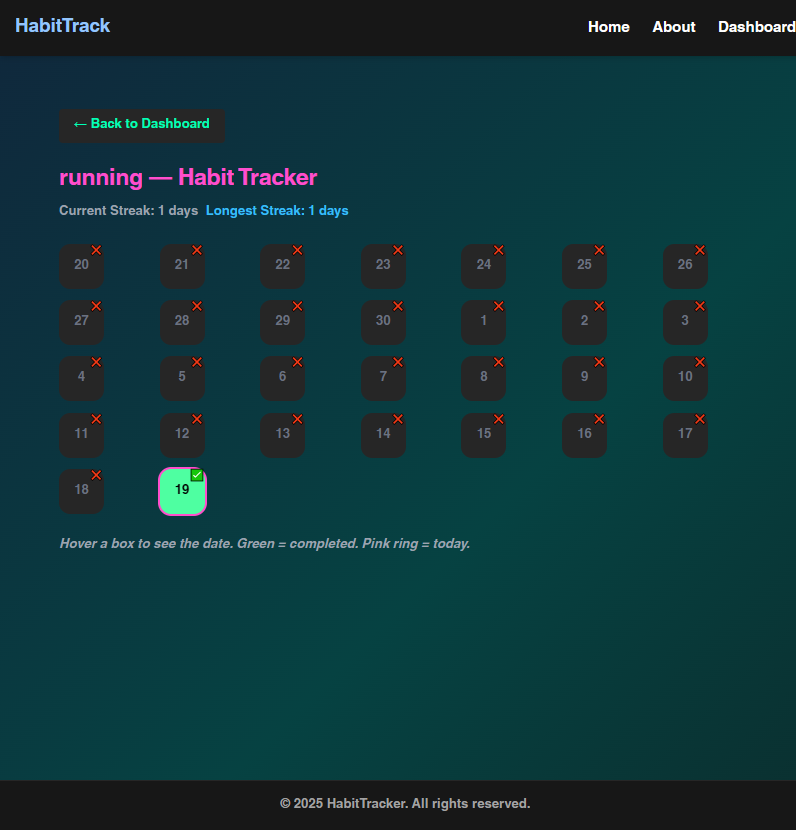 HabitTrack
Home About Dashboard
← Back to Dashboard
running — Habit Tracker
Current Streak: 1 days Longest Streak: 1 days
20 21 22 23 24 25 26
27 28 29 30 1 2 3
4 5 6 7 8 9 10
11 12 13 14 15 16 17
18 19
Hover a box to see the date. Green = completed. Pink ring = today.
© 2025 HabitTracker. All rights reserved.